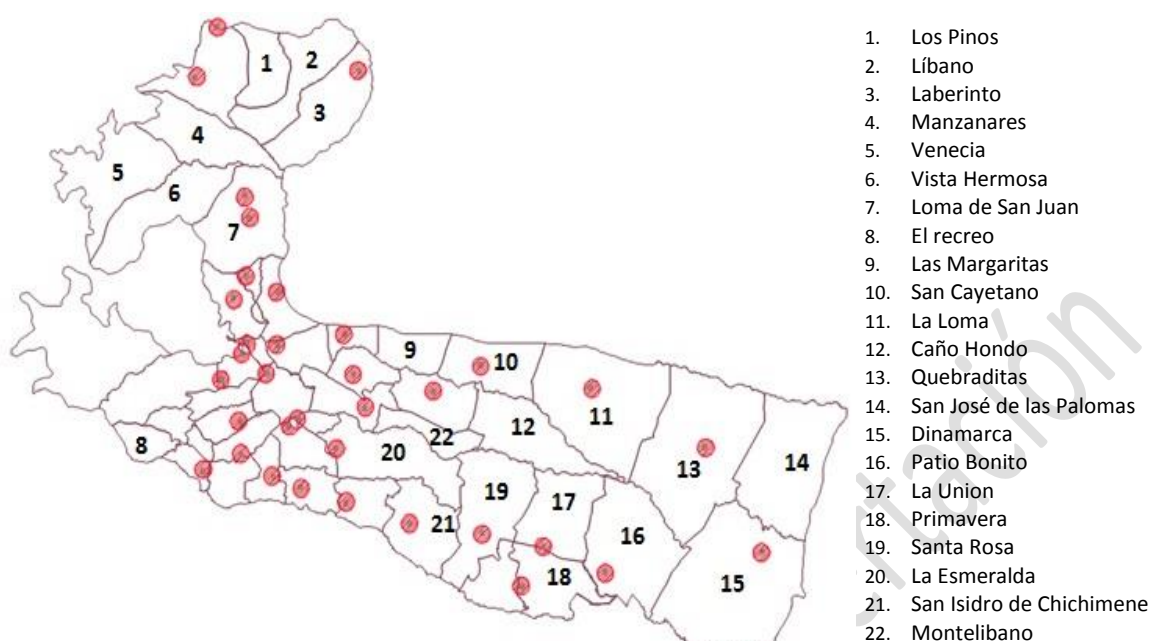 1
2
3
4
5
6
7
8
9
10
11
12
13
14
15
16
17
18
19
20
21
22
1. Los Pinos
2. Líbano
3. Laberinto
4. Manzanares
5. Venecia
6. Vista Hermosa
7. Loma de San Juan
8. El recreo
9. Las Margaritas
10. San Cayetano
11. La Loma
12. Caño Hondo
13. Quebraditas
14. San José de las Palomas
15. Dinamarca
16. Patio Bonito
17. La Union
18. Primavera
19. Santa Rosa
20. La Esmeralda
21. San Isidro de Chichimene
22. Montelibano